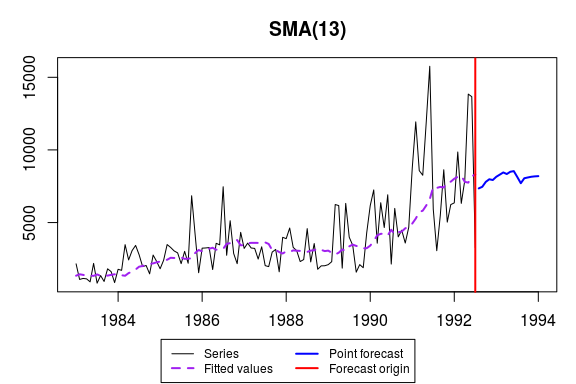 SMA(13)
15000
10000
5000
1984 1986 1988 1990 1992 1994
Series Point forecast
Fitted values Forecast origin